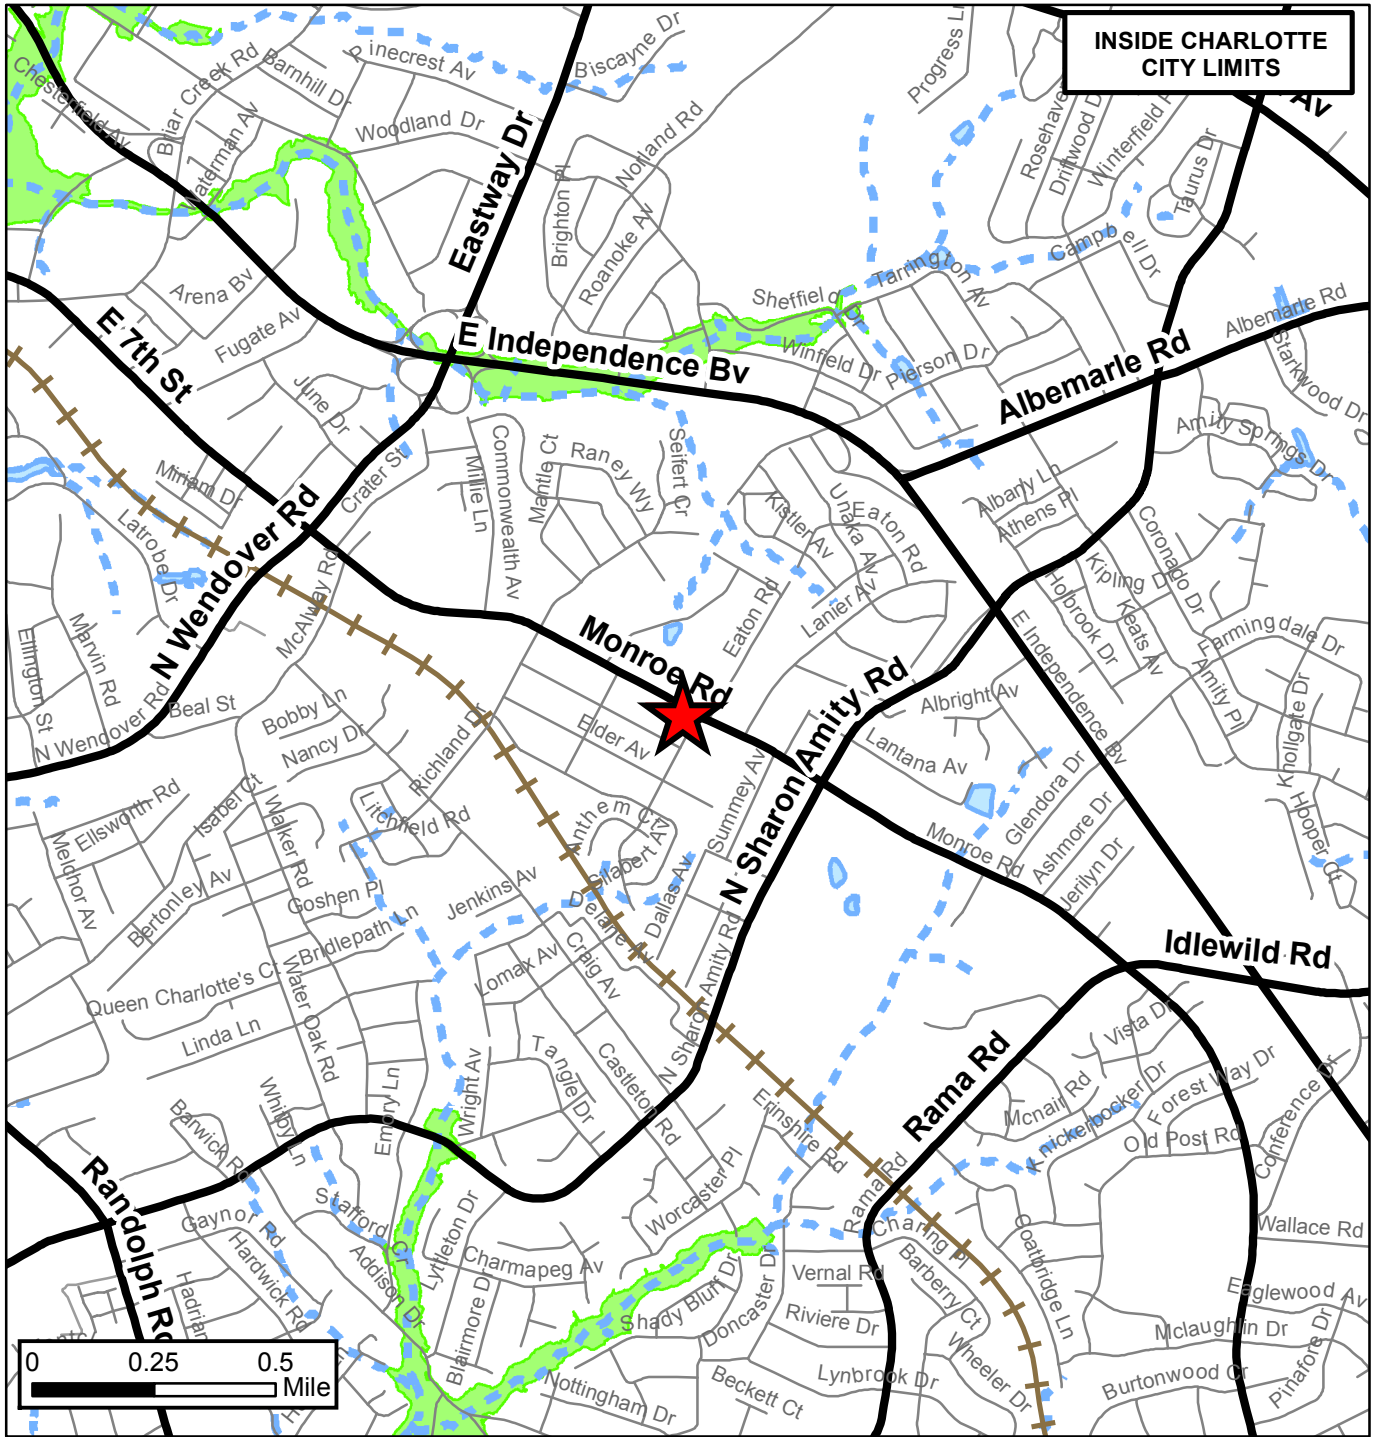 INSIDE CHARLOTTE
CITY LIMITS
Av
Chesterfield Av
Briar Creek Rd
Barnhill Dr
Pinecrest Av
Biscayne Dr
Progress
Waterman Av
Woodland Dr
Eastway Dr
Norland Rd
Brighton Pl
Roanoke Av
Driftwood
Winterfield
Taurus Dr
Campbell Dr
Arena Bv
Fugate Av
Sheffield Dr
Tarrington Av
Albemarle Rd
E 7th St
E Independence Bv
Winfield Dr
Pierson Dr
Albemarle Rd
Starkwood Dr
June Dr
Amity Springs Dr
Miriam Dr
Crater St
Millie Ln
Commonwealth Av
Mantle Ct
Raney Wy
Seifert Cr
Kistler Av
Unaka Av
Eaton Rd
Albany Ln
Athens Pl
Coronado Dr
Latrobe Dr
N Wendover Rd
McAlway Rd
Monroe Rd
Eaton Rd
Lanier Av
Holbrook Dr
Kipling Dr
Keats Av
Farmingdale Dr
Amity Pl
Ellington St
Marvin Rd
N Wendover Rd
Beal St
Bobby Ln
Nancy Dr
Richland Dr
Elder Av
N Sharon Amity Rd
Albright Av
Lantana Av
E Independence Bv
Knollgate Dr
Hooper Ct
Ellsworth Rd
Isabel Ct
Walker Rd
Litchfield Rd
Anthem Ct
Summey Av
Glendora Dr
Ashmore Dr
Jerilyn Dr
Monroe Rd
Melchor Av
Bertonley Av
Goshen Pl
Jenkins Av
D Gilabert Av
Delane Av
Dallas Av
Bridlepath Ln
Queen Charlotte's Ct
Water Oak Rd
Lomax Av
Craig Av
N Sharon Amity Rd
Idlewild Rd
Linda Ln
Vista Dr
Rama Rd
Tangle Dr
Castleton Rd
Wright Av
Emory Ln
Whitby Ln
Barwick Rd
Erinshire Rd
Mcnair Rd
Knickerbocker Dr
Forest Way Dr
Old Post Rd
Conference Dr
Randolph Rd
Gaynor Rd
Hardwick Rd
Stafford Cr
Addison Dr
Lyttleton Dr
Worcaster Pl
Rama Rd
Charing Pl
Coatbridge Ln
Wallace Rd
Charmapeg Av
Blairmore Dr
Shady Bluff Dr
Doncaster Dr
Vernal Rd
Riviere Dr
Barberry Ct
Wheeler Dr
Eaglewood Av
Mclaughlin Dr
Pinafore Dr
Burtonwood Cr
Hadrian
Nottingham Dr
Beckett Ct
Lynbrook Dr
0 0.25 0.5
Mile